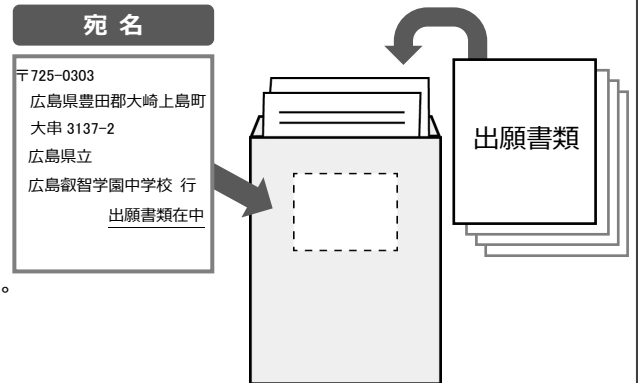 宛 名
〒725-0303
広島県豊田郡大崎上島町
大串 3137-2
広島県立
広島叡智学園中学校 行
出願書類在中
出願書類
。